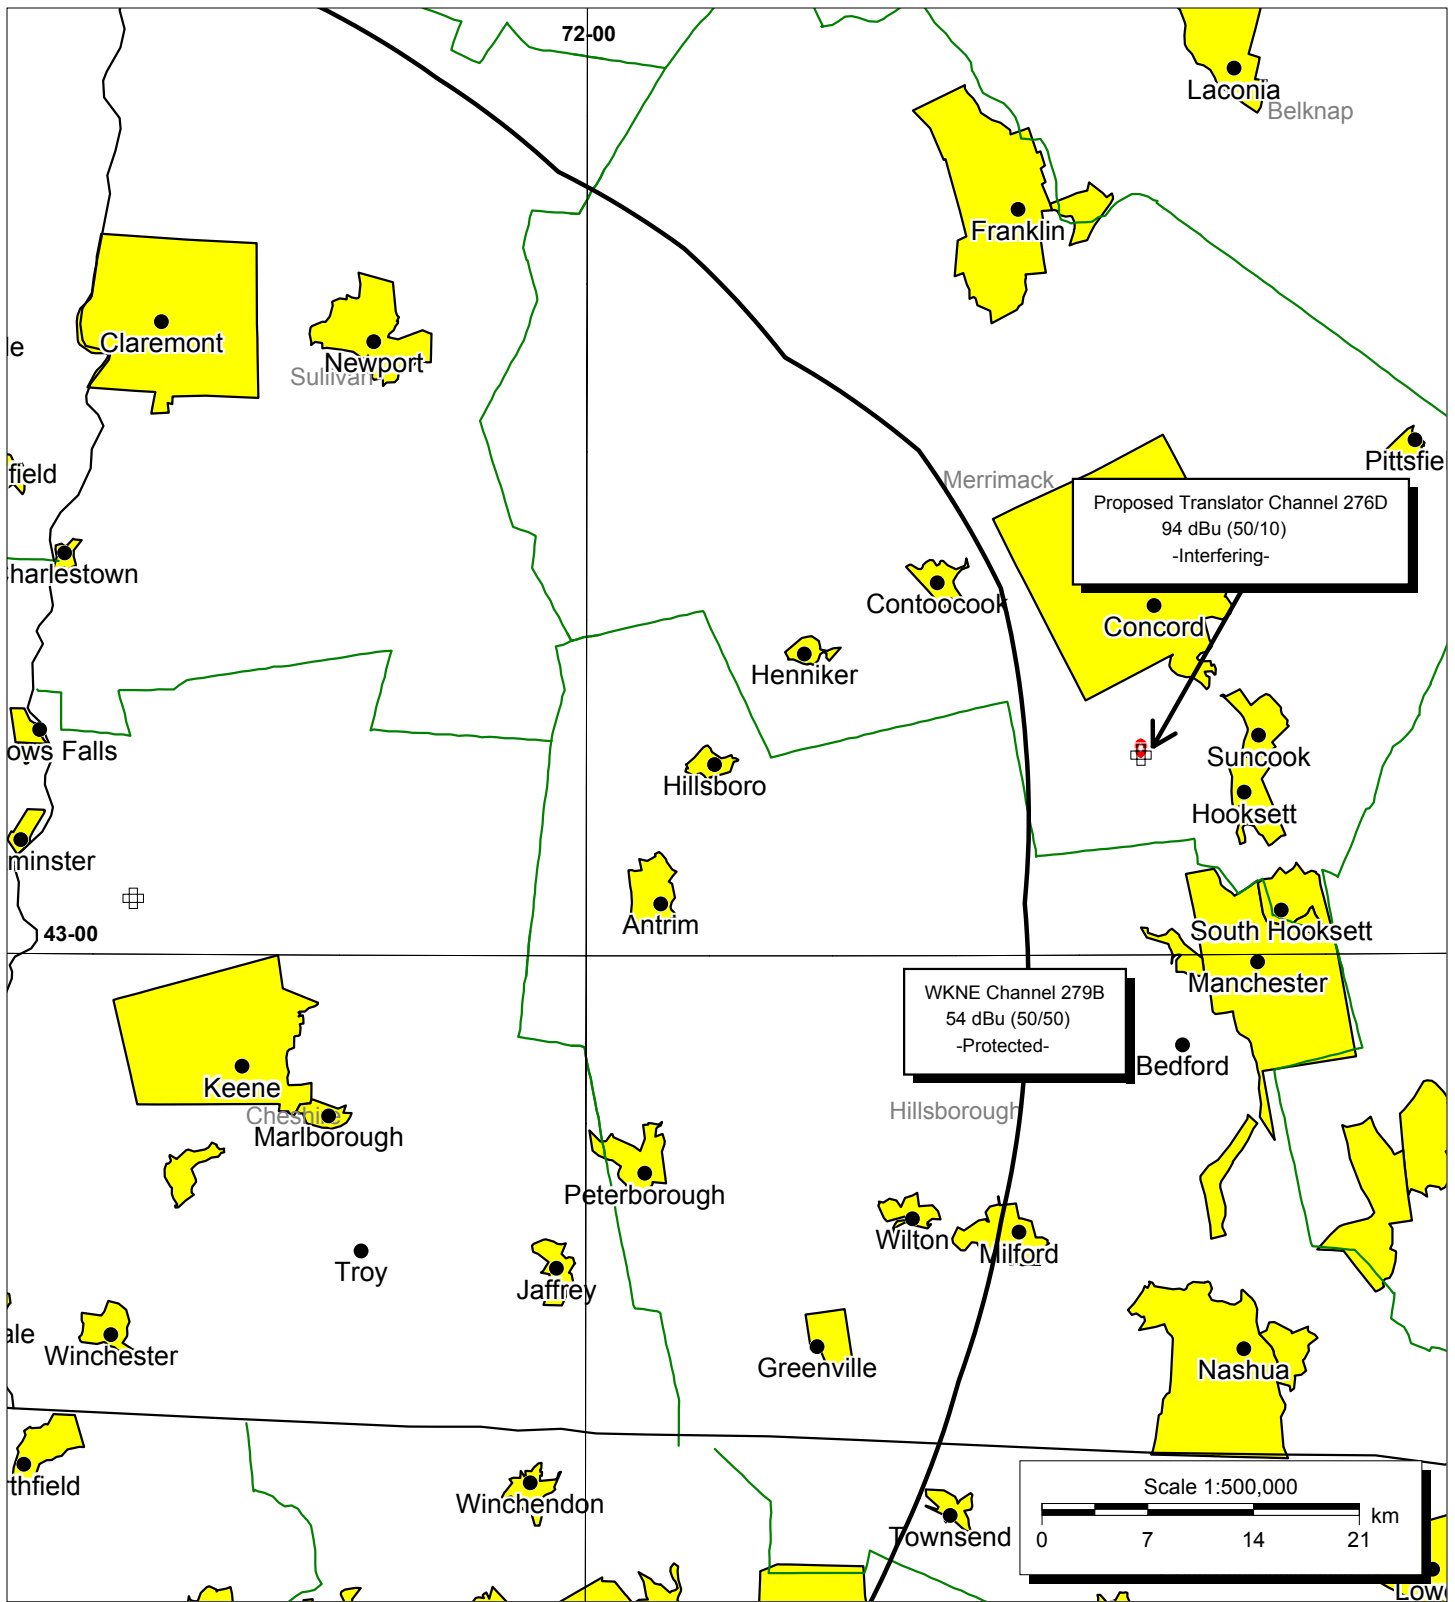 72-00
Laconia
Belknap
Franklin
Claremont
le
Newport
Sullivan
Pittsfie
field
Merrimack
Proposed Translator Channel 276D
94 dBu (50/10)
-Interfering-
harlestown
Contoocook
Concord
Henniker
ows Falls
Suncook
Hillsboro
Hooksett
minster
Antrim
43-00
South Hooksett
Manchester
WKNE Channel 279B
54 dBu (50/50)
-Protected-
Bedford
Keene
Cheshire
Marlborough
Hillsborough
Peterborough
Wilton
Milford
Troy
Jaffrey
ale
Winchester
Greenville
Nashua
thfield
Winchendon
Townsend
Scale 1:500,000
km
0 7 14 21
Lowe